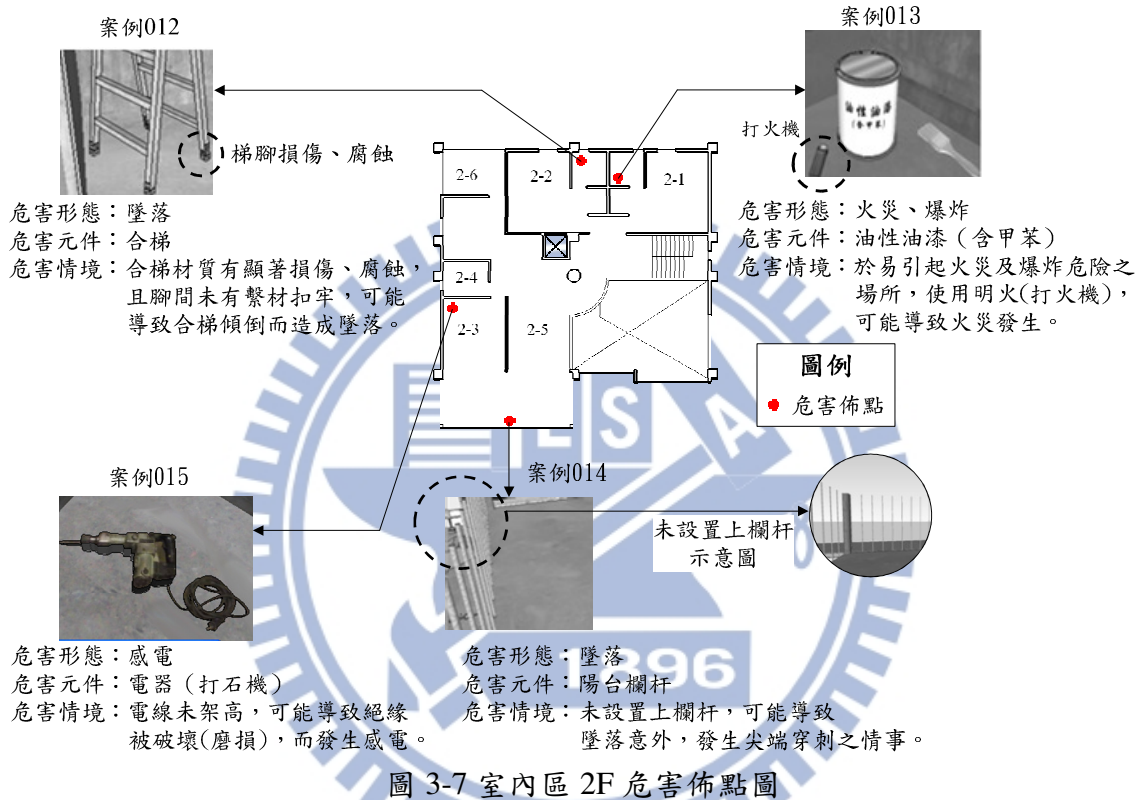 案例012
案例013
油性油漆
(含甲苯)
打火機
梯腳損傷、腐蝕
危害形態：墜落
危害元件：合梯
危害情境：合梯材質有顯著損傷、腐蝕，
且腳間未有繫材扣牢，可能
導致合梯傾倒而造成墜落。
危害形態：火災、爆炸
危害元件：油性油漆（含甲苯）
危害情境：於易引起火災及爆炸危險之
場所，使用明火(打火機)，
可能導致火災發生。
2-6
2-2
2-1
2-4
2-3
2-5
圖例
危害佈點
案例015
案例014
未設置上欄杆
示意圖
危害形態：感電
危害元件：電器（打石機）
危害情境：電線未架高，可能導致絕緣
被破壞(磨損)，而發生感電。
危害形態：墜落
危害元件：陽台欄杆
危害情境：未設置上欄杆，可能導致
墜落意外，發生尖端穿刺之情事。
ESA
1896
圖 3-7 室內區 2F 危害佈點圖